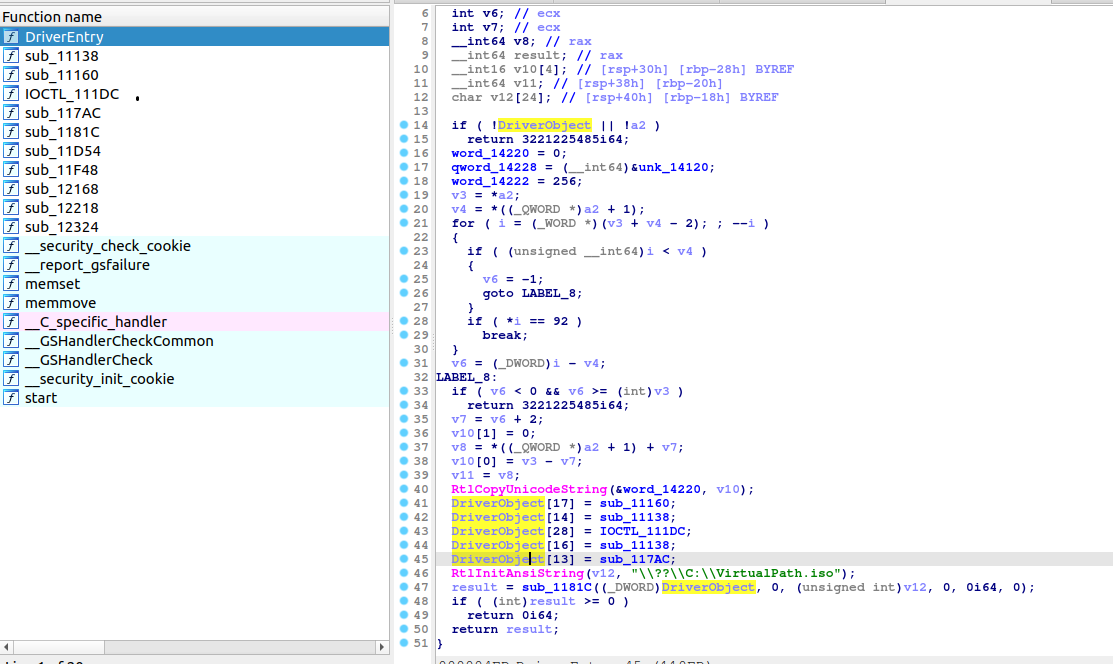 Function name
f DriverEntry
f sub_11138
f sub_11160
f IOCTL_111DC
f sub_117AC
f sub_1181C
f sub_11D54
f sub_11F48
f sub_12168
f sub_12218
f sub_12324
f __security_check_cookie
f __report_gsfailure
f memset
f memmove
f __C_specific_handler
f __GSHandlerCheckCommon
f __GSHandlerCheck
f __security_init_cookie
f start
6 int v6; // ecx
7 int v7; // ecx
8 __int64 v8; // rax
9 __int64 result; // rax
10 __int16 v10[4]; // [rsp+30h] [rbp-28h] BYREF
11 __int64 v11; // [rsp+38h] [rbp-20h]
12 char v12[24]; // [rsp+40h] [rbp-18h] BYREF
13
14 if ( !DriverObject || !a2 )
15 return 3221225485i64;
16 word_14220 = 0;
17 qword_14228 = (__int64)&unk_14120;
18 word_14222 = 256;
19 v3 = *a2;
20 v4 = *((_QWORD *)a2 + 1);
21 for ( i = (_WORD *)(v3 + v4 - 2); ; --i )
22 {
23 if ( (unsigned __int64)i < v4 )
24 {
25 v6 = -1;
26 goto LABEL_8;
27 }
28 if ( *i == 92 )
29 break;
30 }
31 v6 = (_DWORD)i - v4;
32 LABEL_8:
33 if ( v6 < 0 && v6 >= (int)v3 )
34 return 3221225485i64;
35 v7 = v6 + 2;
36 v10[1] = 0;
37 v8 = *((_QWORD *)a2 + 1) + v7;
38 v10[0] = v3 - v7;
39 v11 = v8;
40 RtlCopyUnicodeString(&word_14220, v10);
41 DriverObject[17] = sub_11160;
42 DriverObject[14] = sub_11138;
43 DriverObject[28] = IOCTL_111DC;
44 DriverObject[16] = sub_11138;
45 DriverObject[13] = sub_117AC;
46 RtlInitAnsiString(v12, "\\??\\C:\\VirtualPath.iso");
47 result = sub_1181C((_DWORD)DriverObject, 0, (unsigned int)v12, 0, 0i64, 0);
48 if ( (int)result >= 0 )
49 return 0i64;
50 return result;
51 }